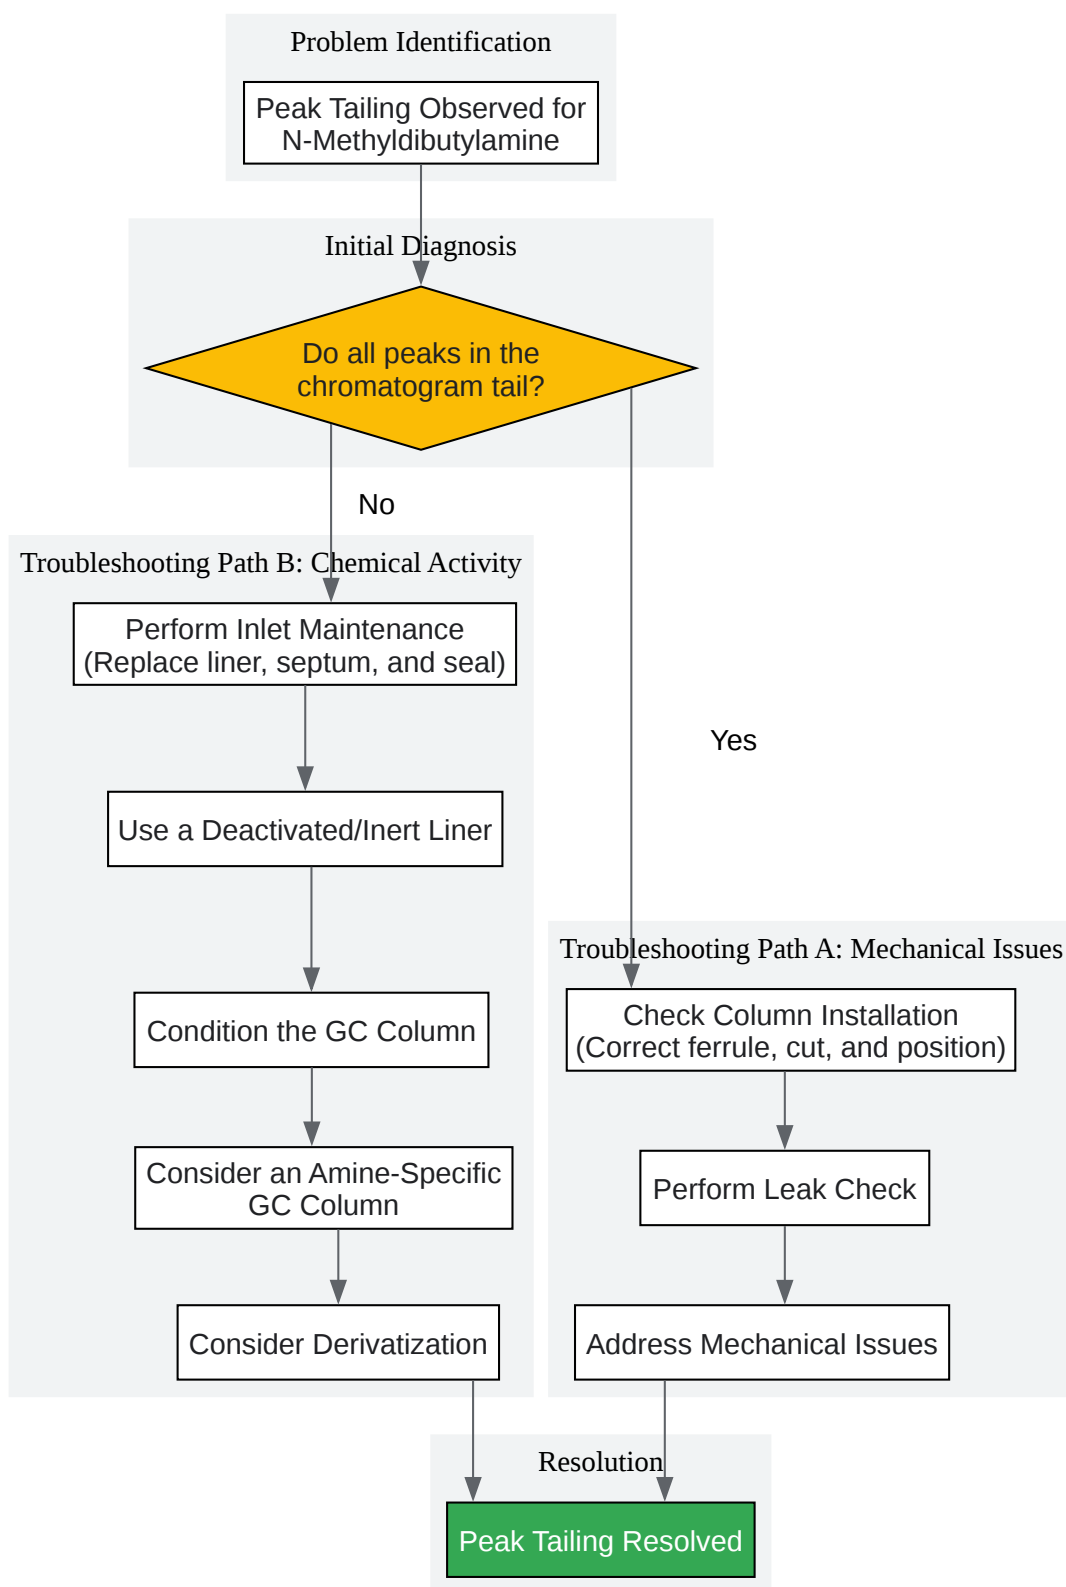 Problem Identification
Peak Tailing Observed for
N-Methyldibutylamine
Initial Diagnosis
Do all peaks in the
chromatogram tail?
No
Yes
Troubleshooting Path B: Chemical Activity
Perform Inlet Maintenance
(Replace liner, septum, and seal)
Use a Deactivated/Inert Liner
Condition the GC Column
Consider an Amine-Specific
GC Column
Consider Derivatization
Troubleshooting Path A: Mechanical Issues
Check Column Installation
(Correct ferrule, cut, and position)
Perform Leak Check
Address Mechanical Issues
Resolution
Peak Tailing Resolved